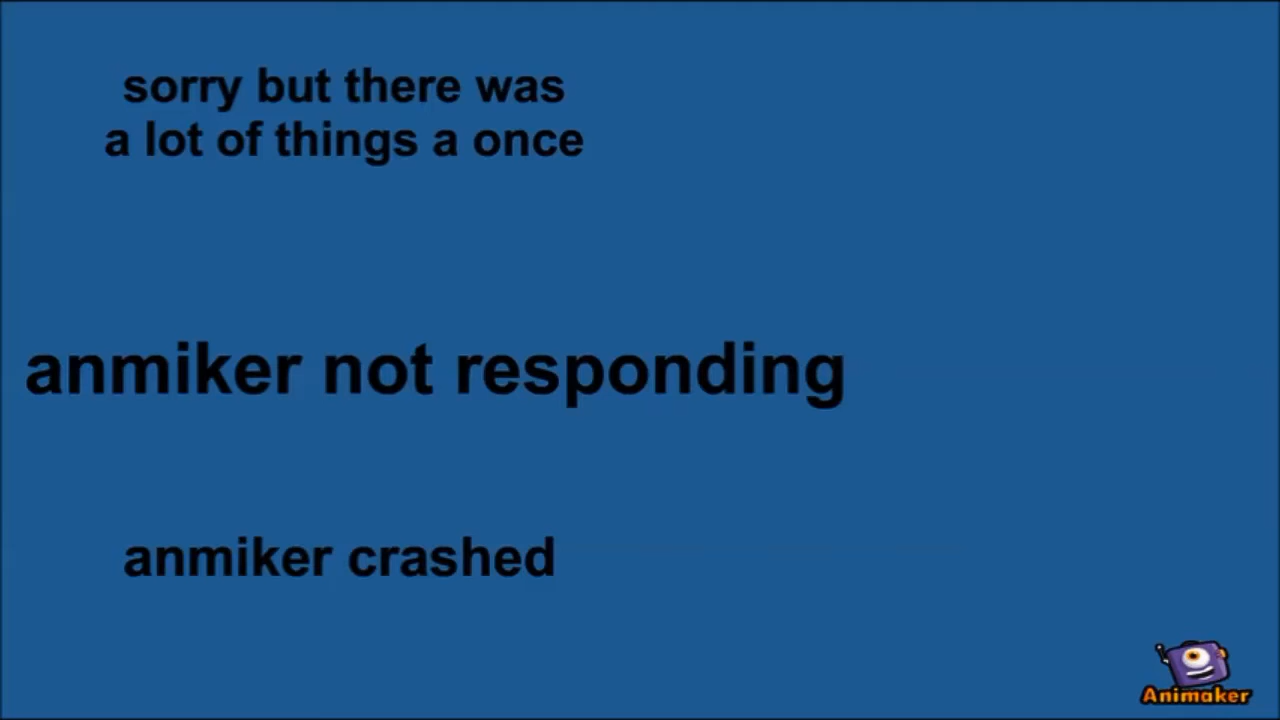 sorry but there was
a lot of things a once
anmiker not responding
anmiker crashed
Animaker